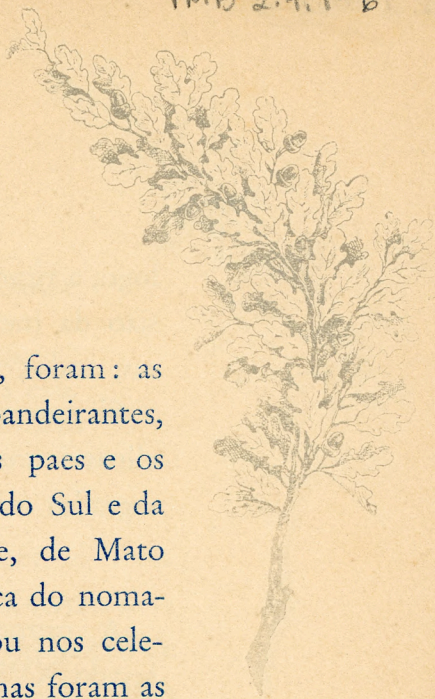 , foram: as
andeirantes,
paes e os
do Sul e da
e, de Mato
ca do noma-
ou nos cele-
nas foram as